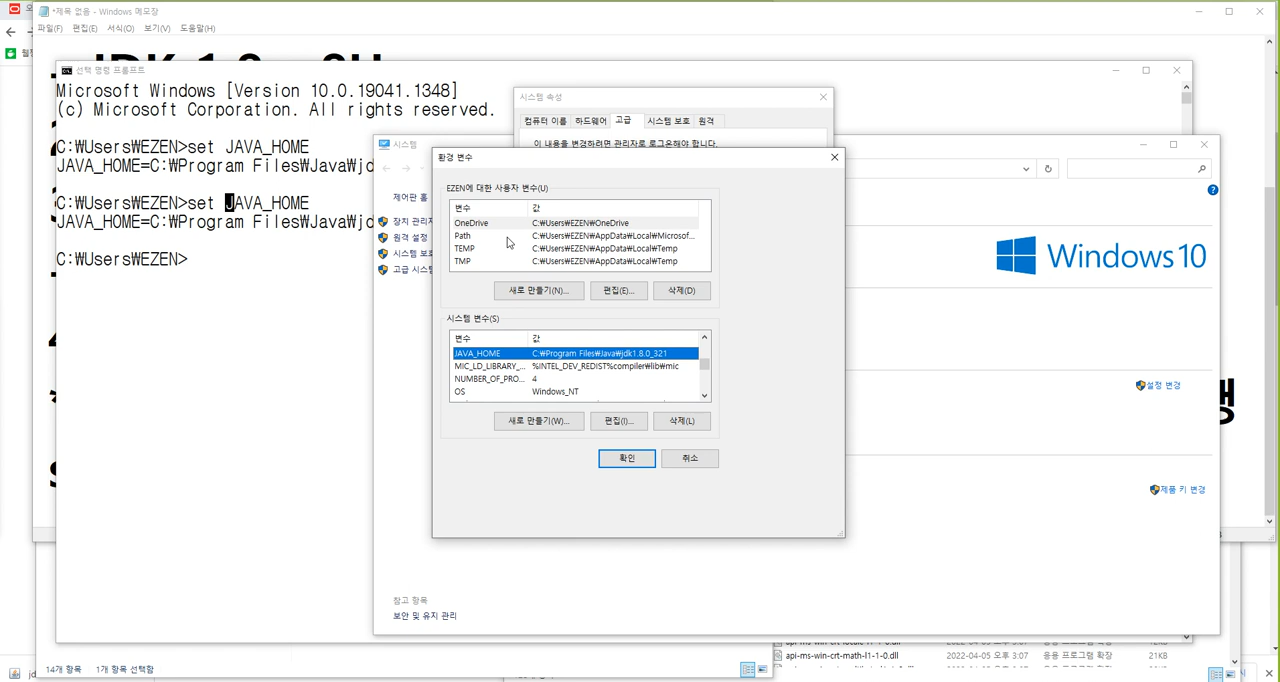 *제목 없음 - Windows 메모장
파일(F) 편집(E) 서식(O) 보기(V) 도움말(H)
선택 명령 프롬프트
Microsoft Windows [Version 10.0.19041.1348]
(c) Microsoft Corporation. All rights reserved.
C:₩Users₩EZEN>set JAVA_HOME
JAVA_HOME=C:₩Program Files₩Java₩jd
C:₩Users₩EZEN>set JAVA_HOME
JAVA_HOME=C:₩Program Files₩Java₩jd
C:₩Users₩EZEN>
시스템 속성
컴퓨터 이름 하드웨어 고급 시스템 보호 원격
이 내용을 변경하려면 관리자로 로그온해야 합니다.
시스템
제어판 홈
장치 관리자
원격 설정
시스템 보호
고급 시스템
환경 변수
EZEN에 대한 사용자 변수(U)
변수 값
OneDrive C:₩Users₩EZEN₩OneDrive
Path C:₩Users₩EZEN₩AppData₩Local₩Microsof...
TEMP C:₩Users₩EZEN₩AppData₩Local₩Temp
TMP C:₩Users₩EZEN₩AppData₩Local₩Temp
새로 만들기(N)... 편집(E)... 삭제(D)
시스템 변수(S)
변수 값
JAVA_HOME C:₩Program Files₩Java₩jdk1.8.0_321
MIC_LD_LIBRARY_... %INTEL_DEV_REDIST%compiler₩lib₩mic
NUMBER_OF_PRO... 4
OS Windows_NT
새로 만들기(W)... 편집(I)... 삭제(L)
확인 취소
Windows 10
설정 변경
제품 키 변경
참고 항목
보안 및 유지 관리
14개 항목 1개 항목 선택함
api-ms-win-crt-math-l1-1-0.dll 2022-04-05 오후 3:07 응용 프로그램 확장 21KB